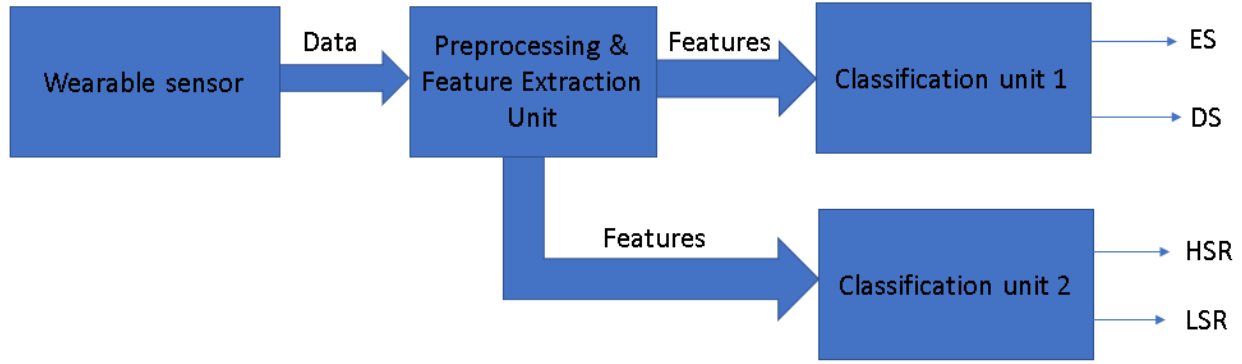 Wearable sensor
Data
Preprocessing &
Feature Extraction
Unit
Features
Classification unit 1
ES
DS
Features
Classification unit 2
HSR
LSR